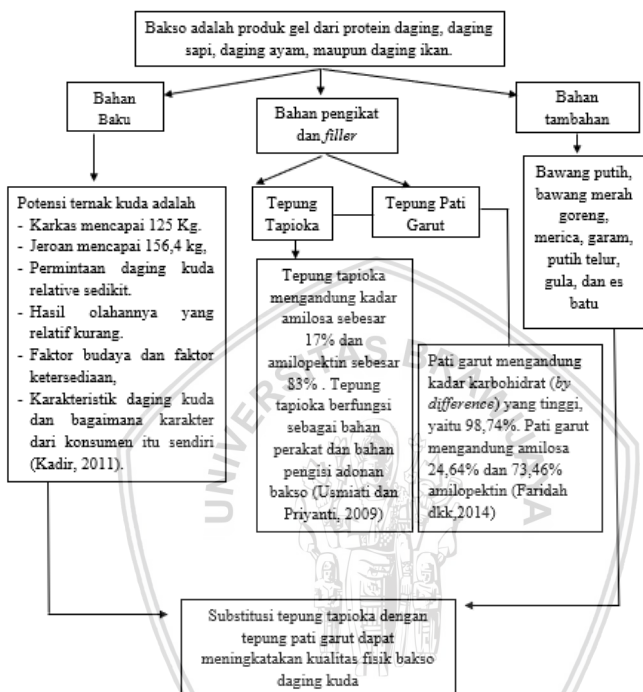 Bakso adalah produk gel dari protein daging, daging
sapi, daging ayam, maupun daging ikan.
Bahan
Baku
Bahan pengikat
dan filler
Bahan
tambahan
Potensi ternak kuda adalah
- Karkas mencapai 125 Kg.
- Jeroan mencapai 156,4 kg,
- Permintaan daging kuda
relative sedikit.
- Hasil olahannya yang
relatif kurang.
- Faktor budaya dan faktor
ketersediaan,
- Karakteristik daging kuda
dan bagaimana karakter
dari konsumen itu sendiri
(Kadir, 2011).
Tepung
Tapioka
Tepung Pati
Garut
Tepung tapioka
mengandung kadar
amilosa sebesar
17% dan
amilopektin sebesar
83% . Tepung
tapioka berfungsi
sebagai bahan
perakat dan bahan
pengisi adonan
bakso (Usmiati dan
Priyanti, 2009)
Pati garut mengandung
kadar karbohidrat (by
difference) yang tinggi,
yaitu 98,74%. Pati garut
mengandung amilosa
24,64% dan 73,46%
amilopektin (Faridah
dkk,2014)
Bawang putih,
bawang merah
goreng,
merica, garam,
putih telur,
gula, dan es
batu
Substitusi tepung tapioka dengan
tepung pati garut dapat
meningkatakan kualitas fisik bakso
daging kuda
UNIVERSITAS BRAWIJAYA